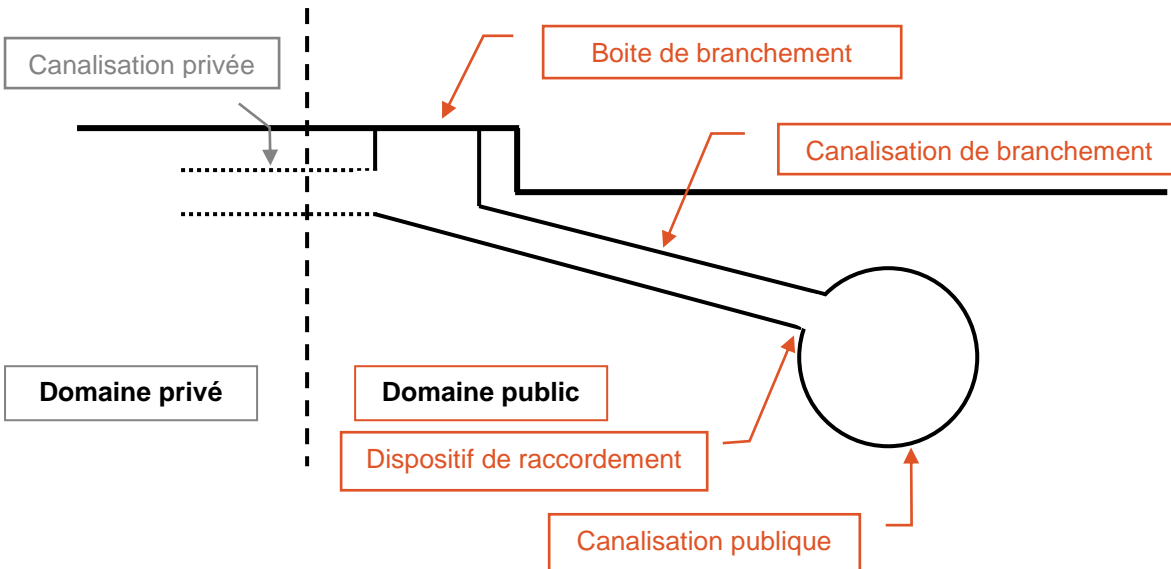 Boite de branchement
Canalisation privée
Canalisation de branchement
Domaine privé
Domaine public
Dispositif de raccordement
Canalisation publique